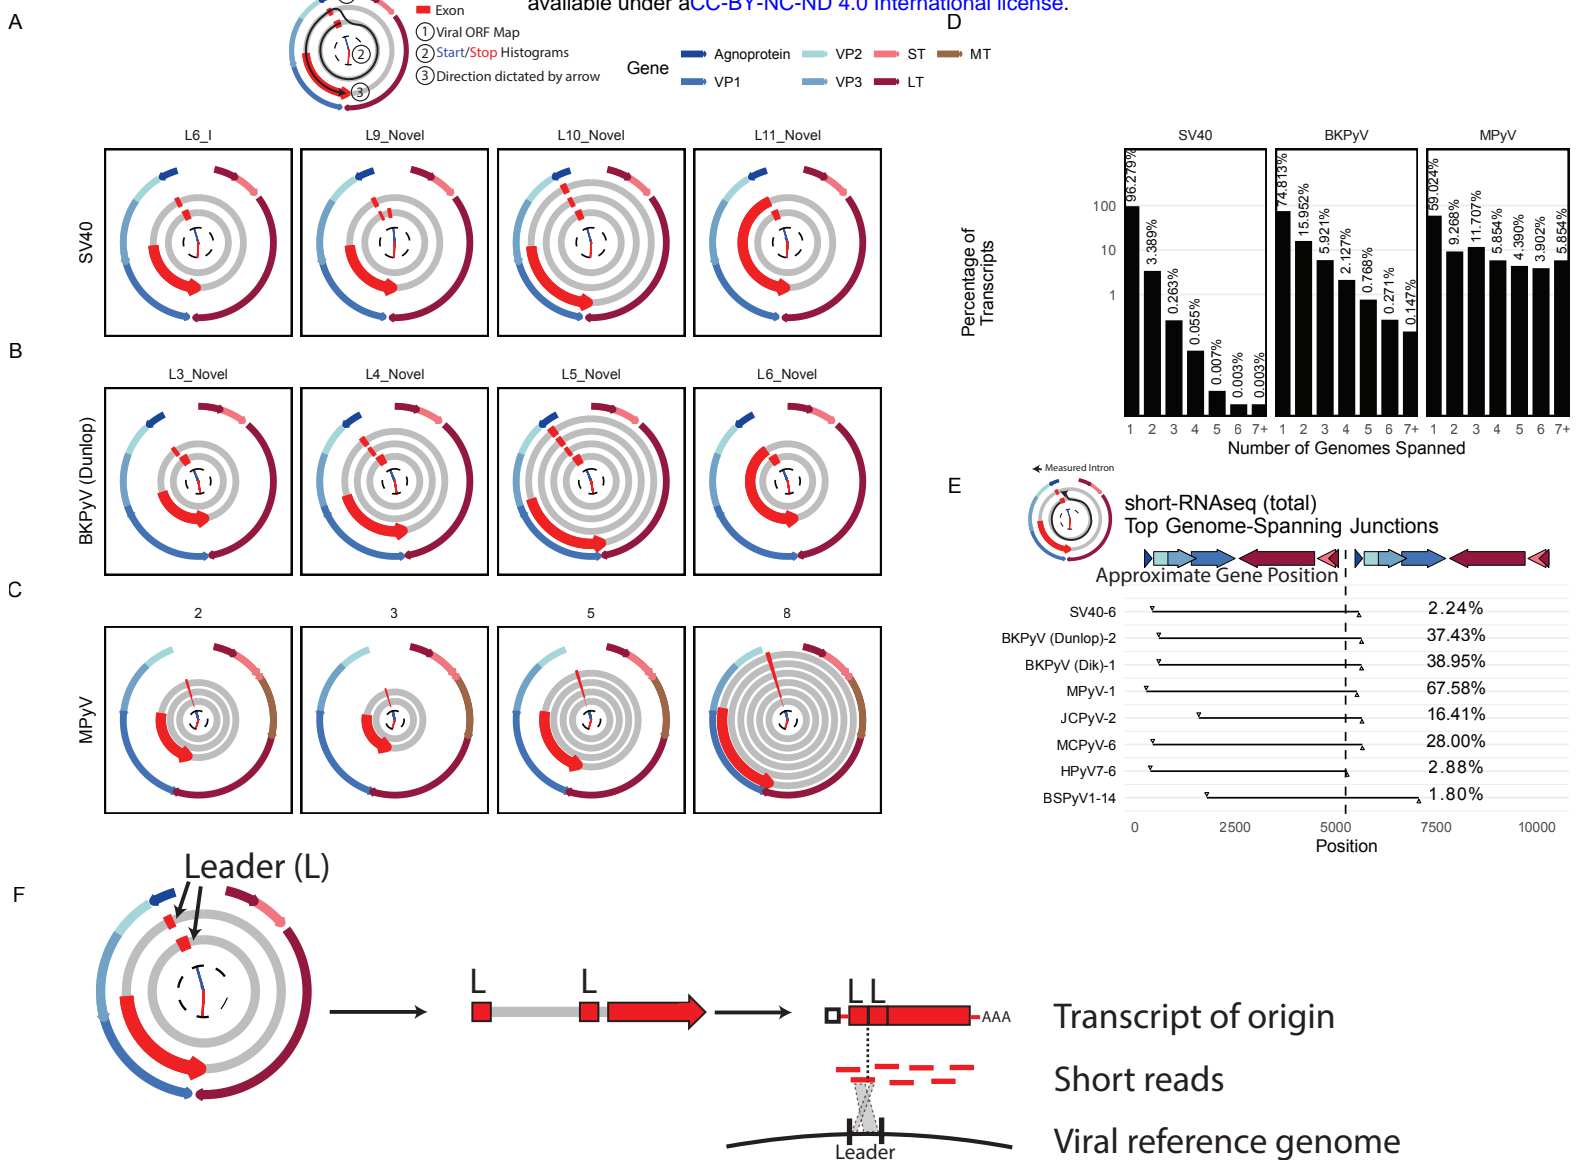 available under aCC-BY-NC-ND 4.0 International license.
A
D
Exon
1 Viral ORF Map
2 Start/Stop Histograms
3 Direction dictated by arrow
2
3
Gene
Agnoprotein
VP2
ST
MT
VP1
VP3
LT
L6_I
L9_Novel
L10_Novel
L11_Novel
SV40
B
L3_Novel
L4_Novel
L5_Novel
L6_Novel
BKPyV (Dunlop)
C
2
3
5
8
MPyV
SV40
BKPyV
MPyV
Percentage of
Transcripts
100
10
1
96.279%
3.389%
0.263%
0.055%
0.007%
0.003%
0.003%
74.813%
15.952%
5.921%
2.127%
0.768%
0.271%
0.147%
59.024%
9.268%
11.707%
5.854%
4.390%
3.902%
5.854%
1 2 3 4 5 6 7+
1 2 3 4 5 6 7+
1 2 3 4 5 6 7+
Number of Genomes Spanned
E
Measured Intron
short-RNAseq (total)
Top Genome-Spanning Junctions
Approximate Gene Position
SV40-6 2.24%
BKPyV (Dunlop)-2 37.43%
BKPyV (Dik)-1 38.95%
MPyV-1 67.58%
JCPyV-2 16.41%
MCPyV-6 28.00%
HPyV7-6 2.88%
BSPyV1-14 1.80%
0 2500 5000 7500 10000
Position
F
Leader (L)
L L
L L
AAA
Transcript of origin
Short reads
Viral reference genome
Leader